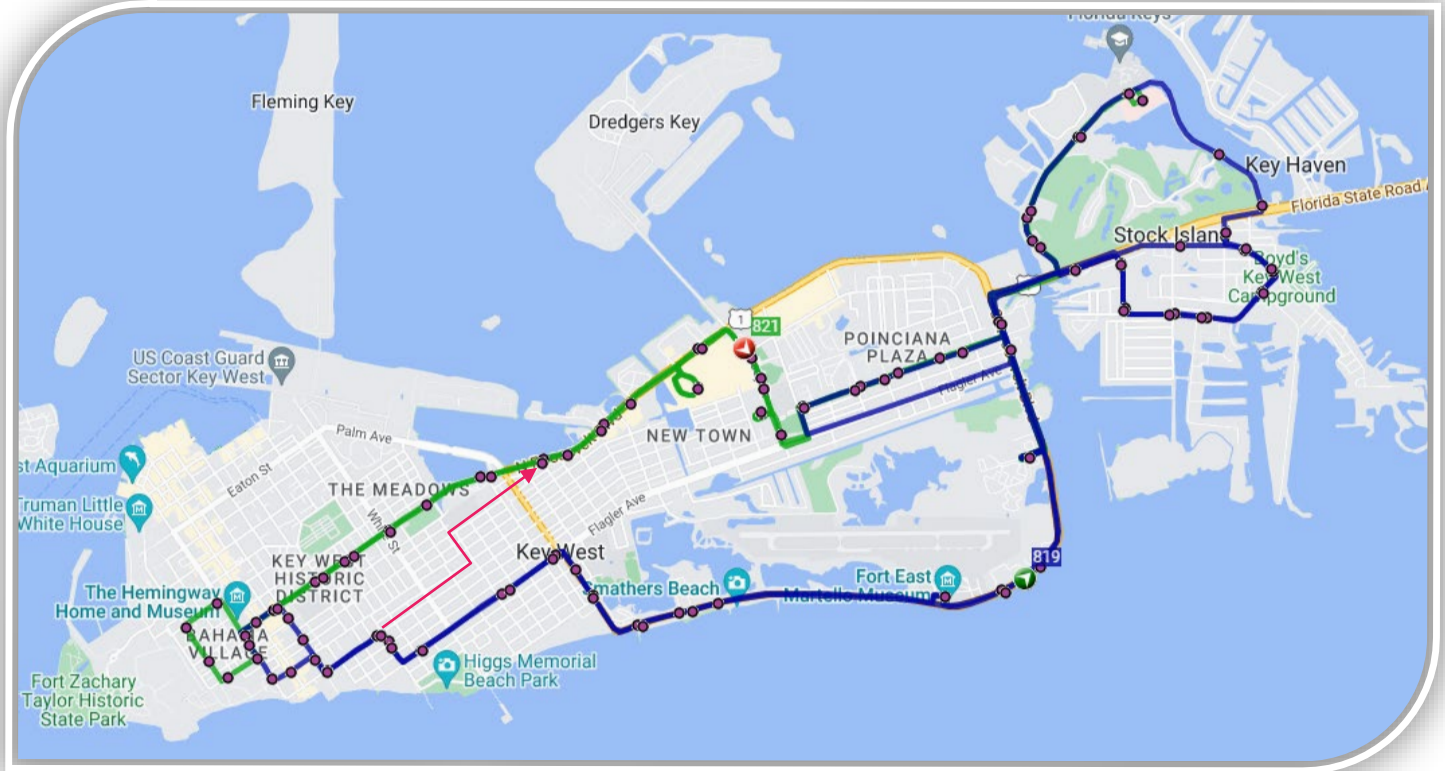 Florida Keys
Fleming Key
Dredgers Key
Key Haven
Florida State Road
Stock Island
Boyd's
Key West
Campground
1
821
POINCIANA
PLAZA
US Coast Guard
Sector Key West
Flagler Ave
NEW TOWN
Palm Ave
st Aquarium
Eaton St
THE MEADOWS
Truman Little
White House
White St
Flagler Ave
Key West
KEY WEST
HISTORIC
DISTRICT
819
The Hemingway
Home and Museum
Smathers Beach
Fort East
Martello Museum
BAHAMA
VILLAGE
Higgs Memorial
Beach Park
Fort Zachary
Taylor Historic
State Park